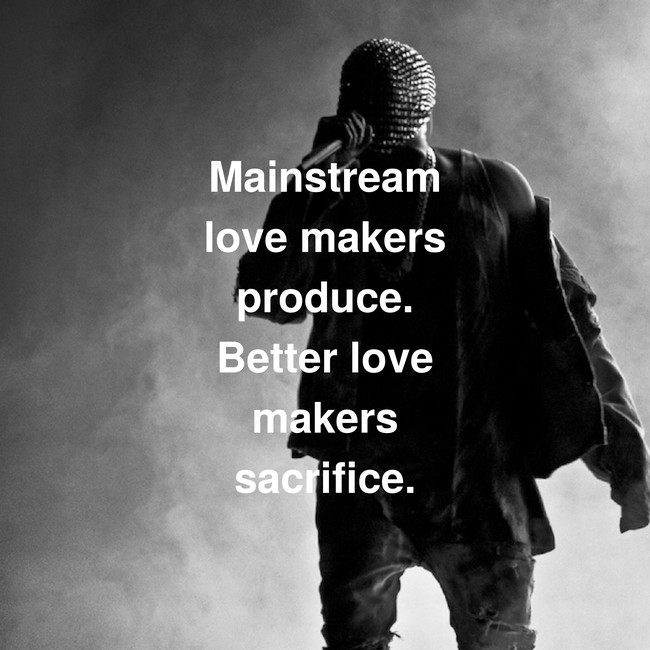 Mainstream
love makers
produce.
Better love
makers
sacrifice.